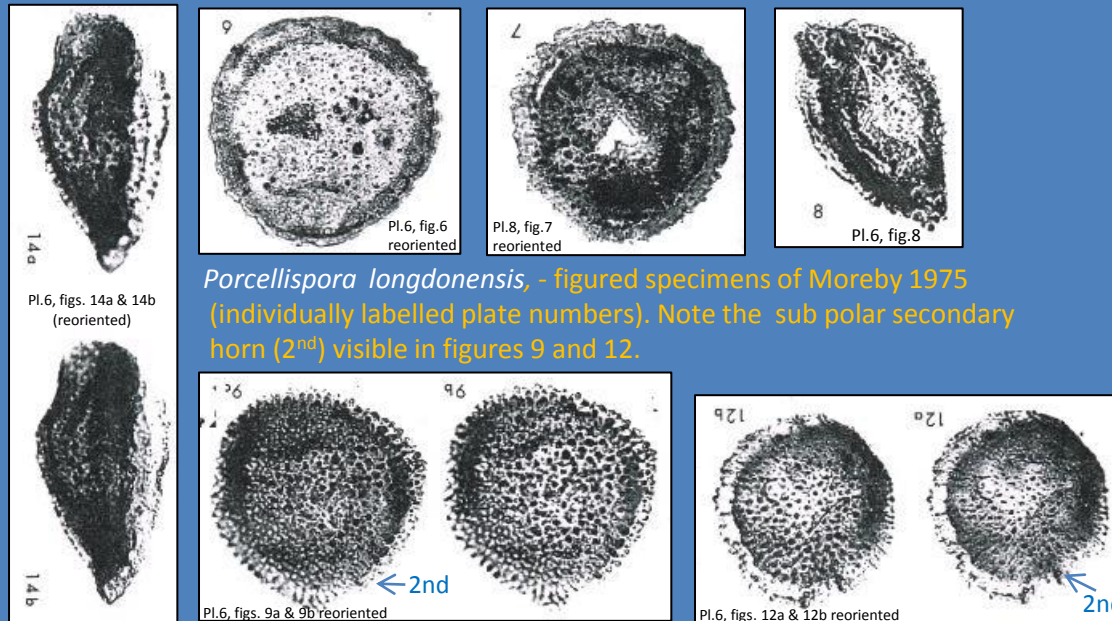 14a
Pl.6, figs. 14a & 14b
(reoriented)
14b
6
Pl.6, fig.6
reoriented
7
Pl.8, fig.7
reoriented
8
Pl.6, fig.8
Porcellispora longdonensis, - figured specimens of Moreby 1975
(individually labelled plate numbers). Note the sub polar secondary
horn (2nd) visible in figures 9 and 12.
9a
9b
2nd
Pl.6, figs. 9a & 9b reoriented
12b
12a
2nd
Pl.6, figs. 12a & 12b reoriented